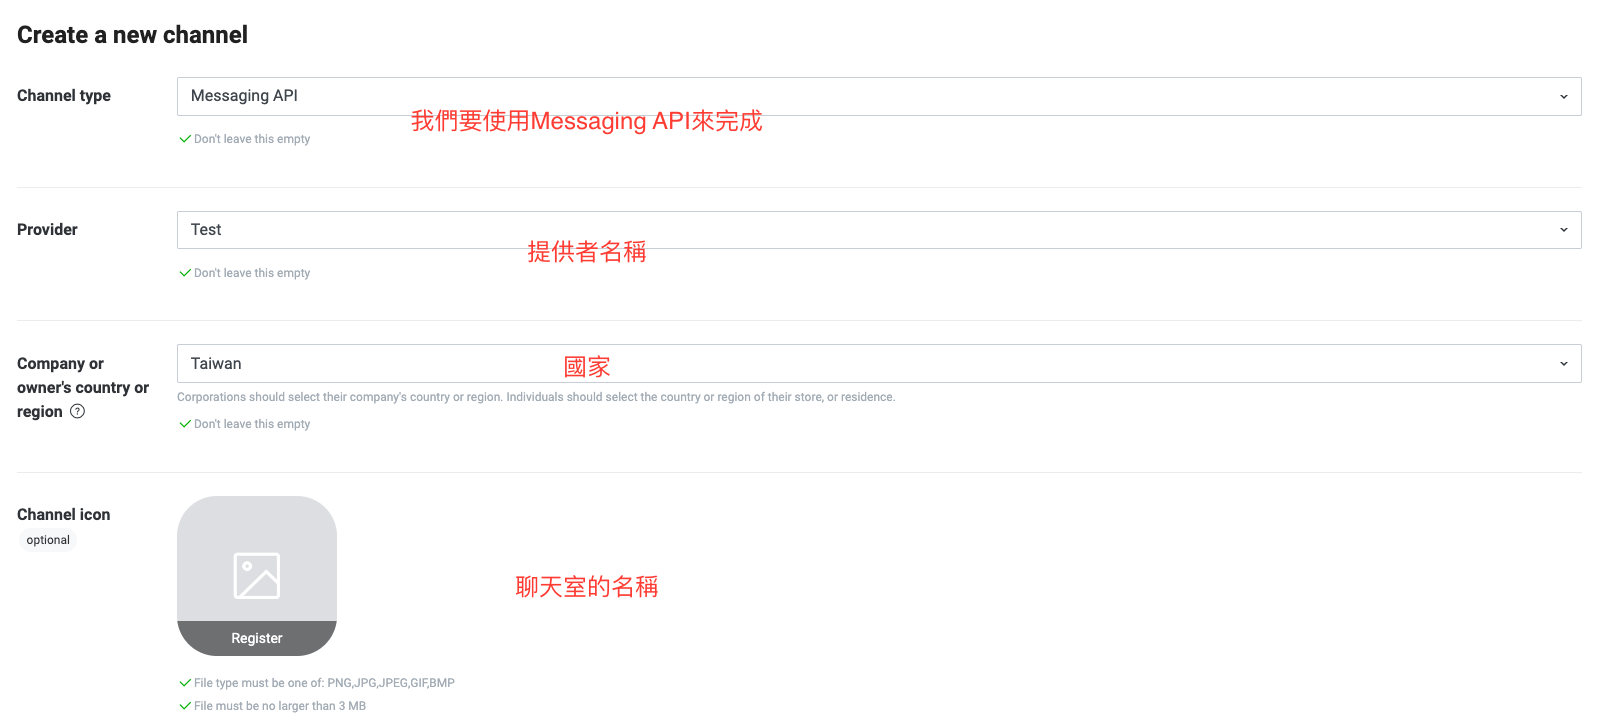 Create a new channel
Channel type
Messaging API
我們要使用Messaging API來完成
Don't leave this empty
Provider
Test
提供者名稱
Don't leave this empty
Company or
owner's country or
region ?
Taiwan
國家
Corporations should select their company's country or region. Individuals should select the country or region of their store, or residence.
Don't leave this empty
Channel icon
optional
聊天室的名稱
Register
File type must be one of: PNG,JPG,JPEG,GIF,BMP
File must be no larger than 3 MB